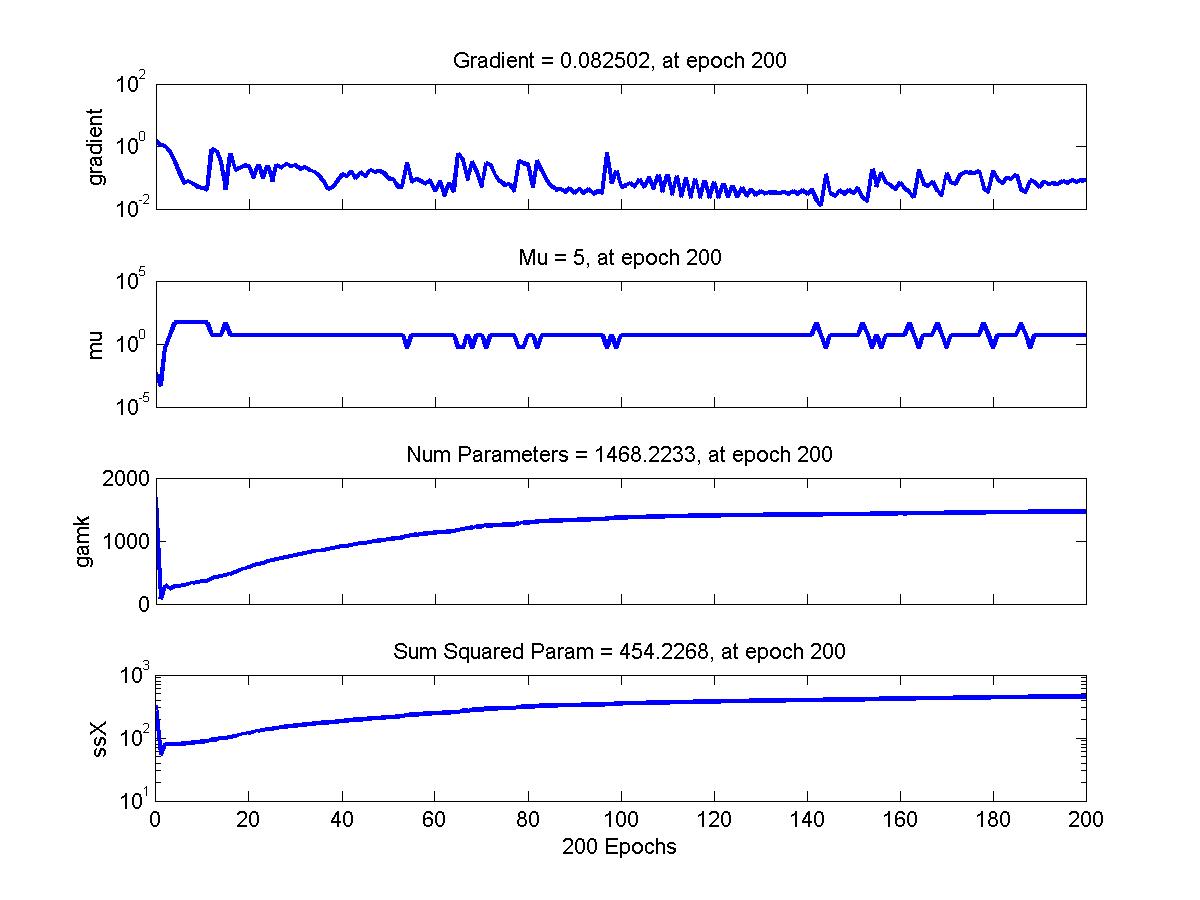 Gradient = 0.082502, at epoch 200
10^2
10^0
10^-2
gradient
Mu = 5, at epoch 200
10^5
10^0
10^-5
mu
Num Parameters = 1468.2233, at epoch 200
2000
1000
0
gamk
Sum Squared Param = 454.2268, at epoch 200
10^3
10^2
10^1
ssX
0 20 40 60 80 100 120 140 160 180 200
200 Epochs